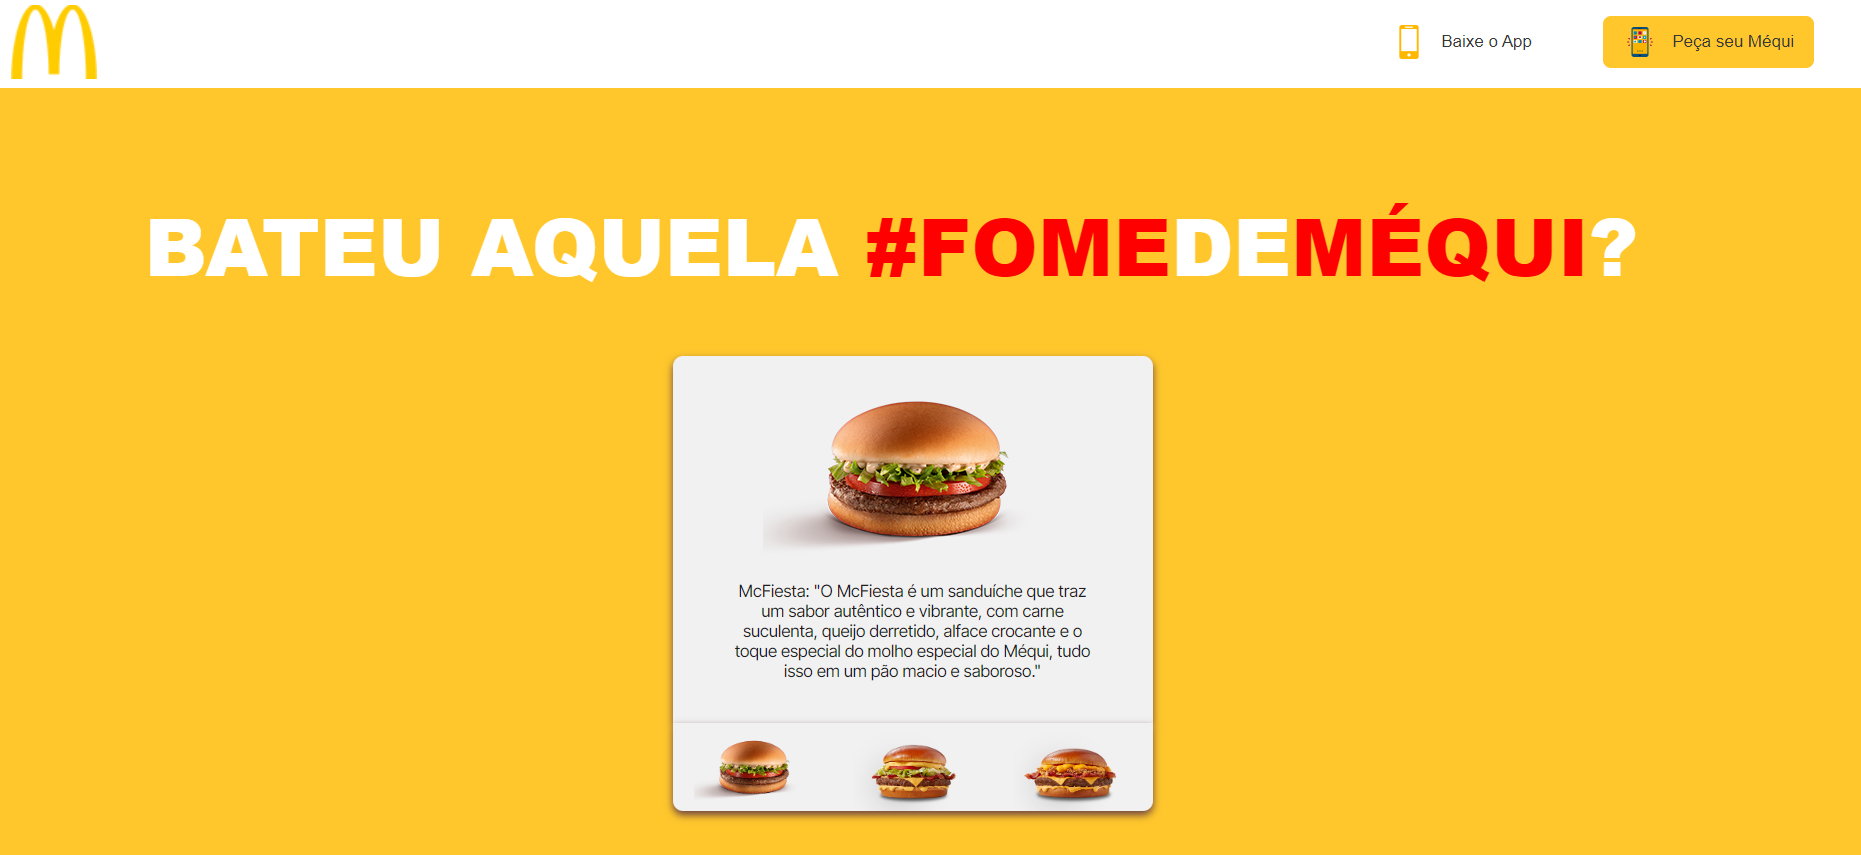 Baixe o App
Peça seu Méqui
BATEU AQUELA #FOMEDEMÉQUI?
McFiesta: "O McFiesta é um sanduíche que traz
um sabor autêntico e vibrante, com carne
suculenta, queijo derretido, alface crocante e o
toque especial do molho especial do Méqui, tudo
isso em um pão macio e saboroso."